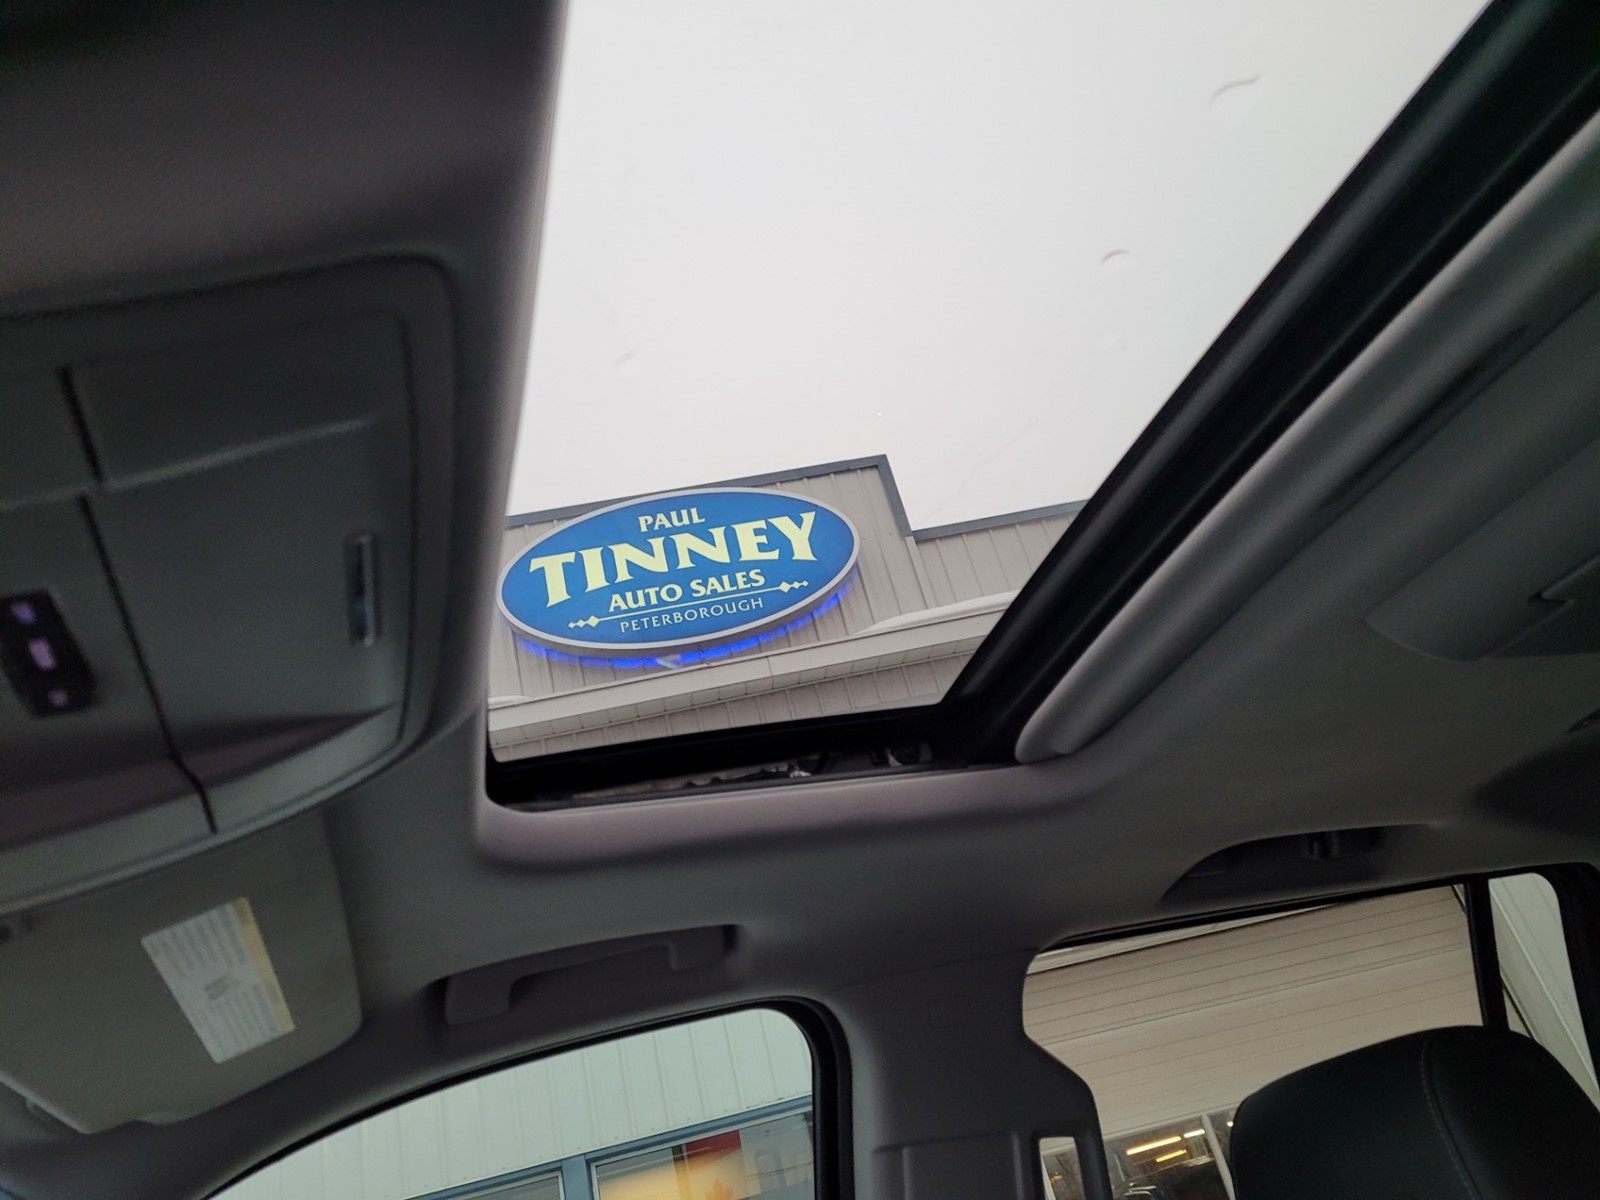 PAUL
TINNEY
AUTO SALES
PETERBOROUGH